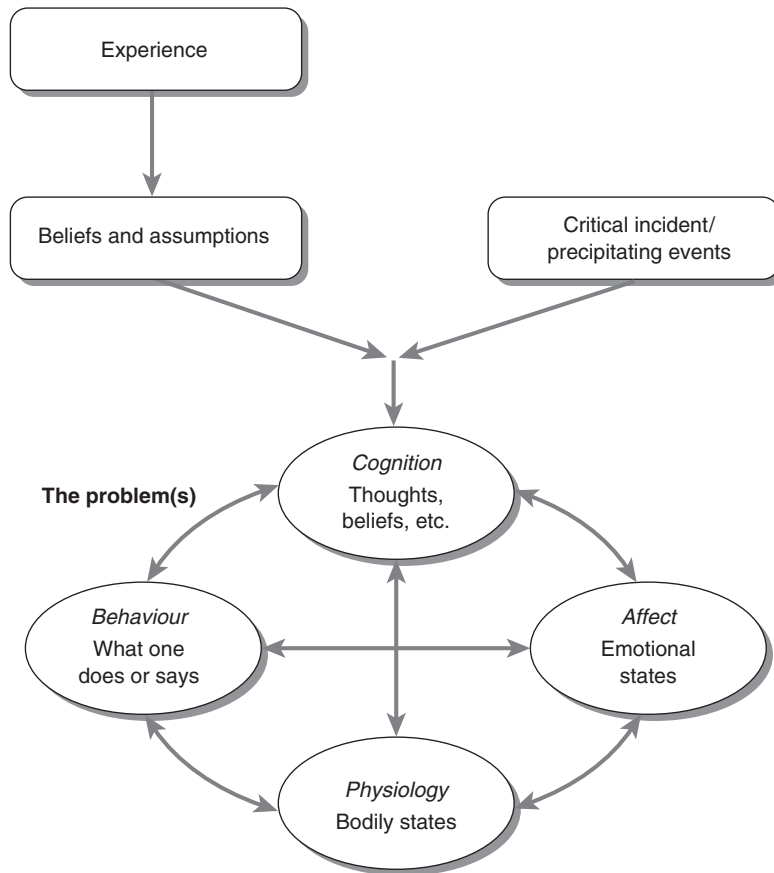 Experience
Beliefs and assumptions
Critical incident/
precipitating events
Cognition
Thoughts,
beliefs, etc.
The problem(s)
Behaviour
What one
does or says
Affect
Emotional
states
Physiology
Bodily states